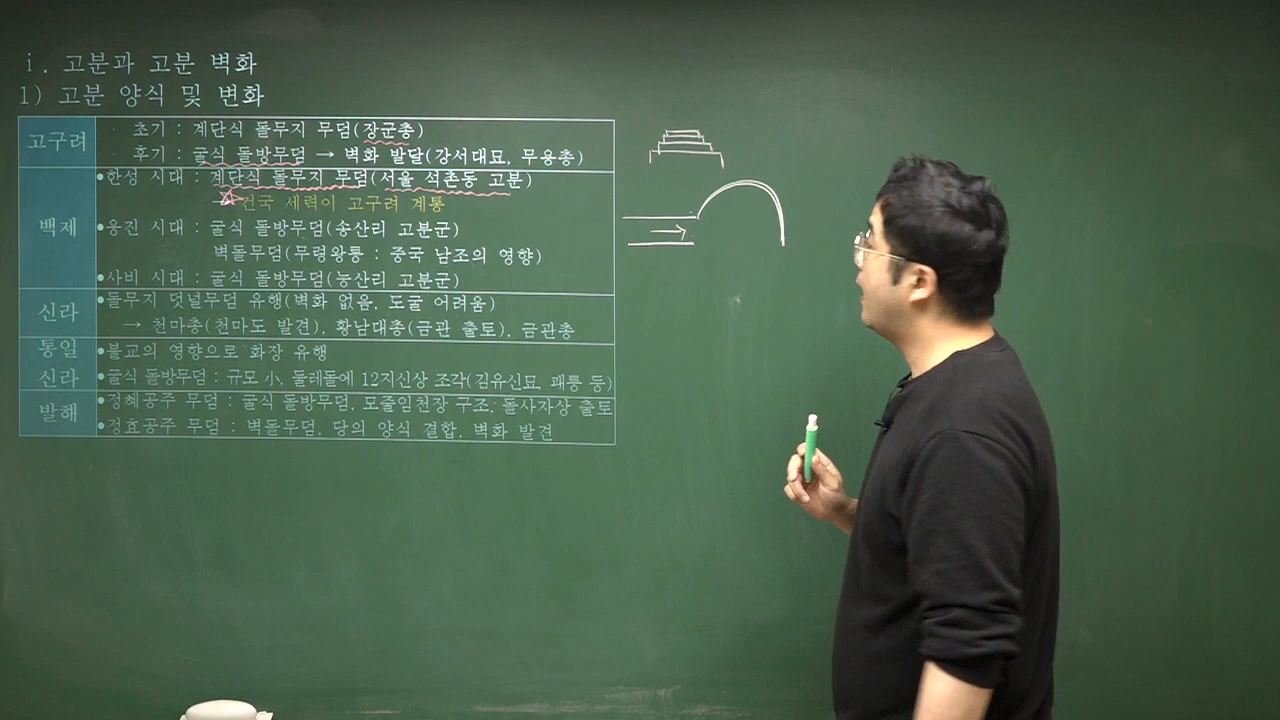 i. 고분과 고분 벽화
1) 고분 양식 및 변화
고구려
· 초기 : 계단식 돌무지 무덤(장군총)
· 후기 : 굴식 돌방무덤 → 벽화 발달(강서대묘, 무용총)
백제
•한성 시대 : 계단식 돌무지 무덤(서울 석촌동 고분)
건국 세력이 고구려 계통
•웅진 시대 : 굴식 돌방무덤(송산리 고분군)
벽돌무덤(무령왕릉 : 중국 남조의 영향)
•사비 시대 : 굴식 돌방무덤(능산리 고분군)
신라
•돌무지 덧널무덤 유행(벽화 없음, 도굴 어려움)
→ 천마총(천마도 발견), 황남대총(금관 출토), 금관총
통일 신라
•불교의 영향으로 화장 유행
•굴식 돌방무덤 : 규모 小, 둘레돌에 12지신상 조각(김유신묘, 괘릉 등)
발해
•정혜공주 무덤 : 굴식 돌방무덤, 모줄임천장 구조, 돌사자상 출토
•정효공주 무덤 : 벽돌무덤, 당의 양식 결합, 벽화 발견